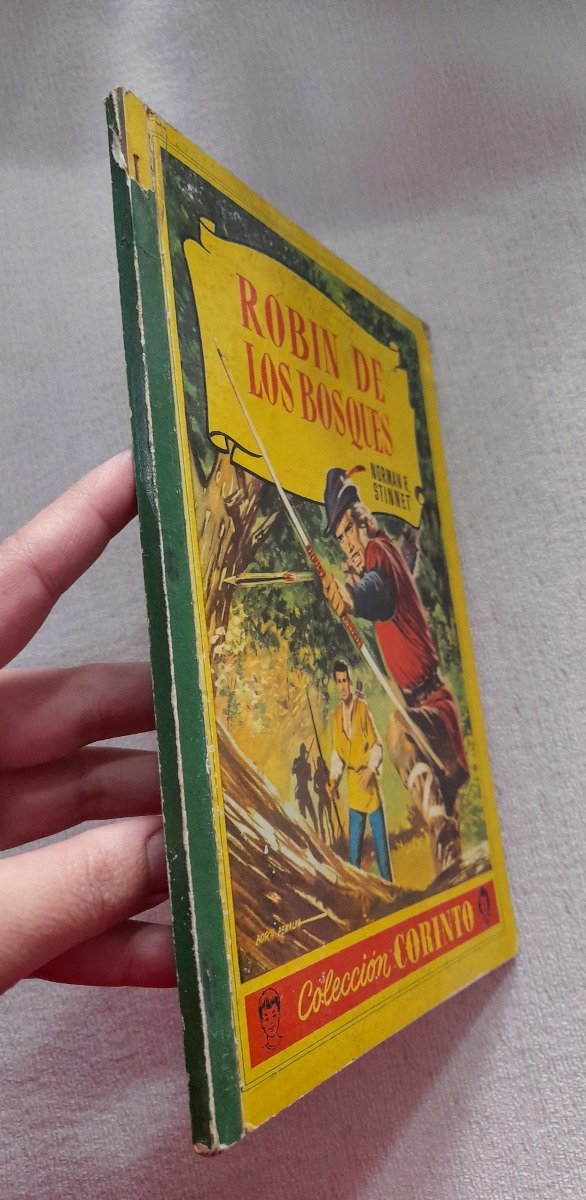 ROBIN DE
LOS BOSQUES
NORMAN R.
STINNET
Colección CORINTO